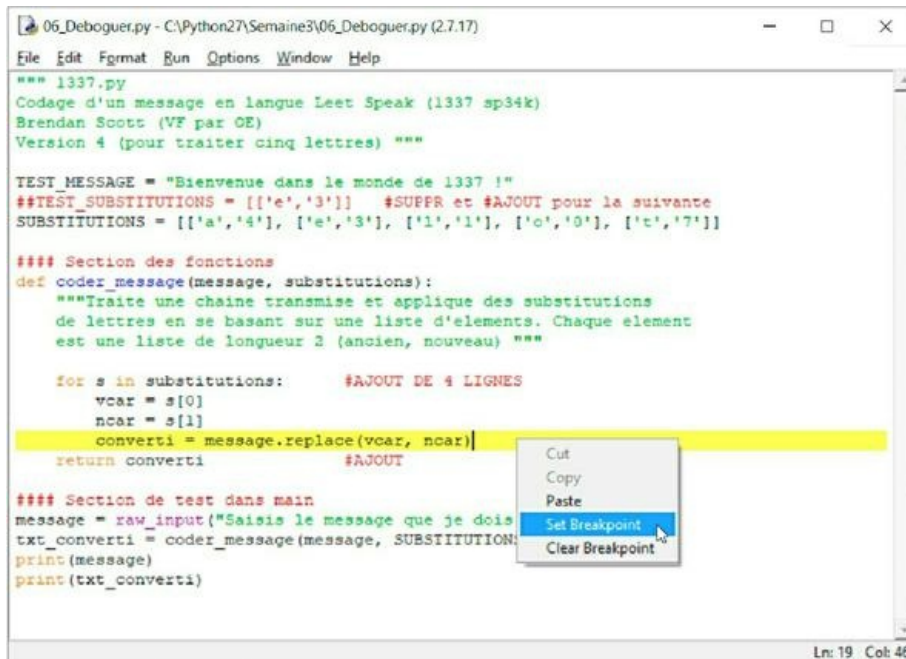 06_Deboguer.py - C:\Python27\Semaine3\06_Deboguer.py (2.7.17)
File Edit Format Run Options Window Help
""" 1337.py
Codage d'un message en langue Leet Speak (1337 sp34k)
Brendan Scott (VF par OE)
Version 4 (pour traiter cinq lettres) """
TEST_MESSAGE = "Bienvenue dans le monde de 1337 !"
##TEST_SUBSTITUTIONS = [['e','3']]   #SUPPR et #AJOUT pour la suivante
SUBSTITUTIONS = [['a','4'], ['e','3'], ['l','1'], ['o','0'], ['t','7']]
#### Section des fonctions
def coder_message(message, substitutions):
    """Traite une chaine transmise et applique des substitutions
    de lettres en se basant sur une liste d'elements. Chaque element
    est une liste de longueur 2 (ancien, nouveau) """
    for s in substitutions:      #AJOUT DE 4 LIGNES
        vcar = s[0]
        ncar = s[1]
        converti = message.replace(vcar, ncar)
    return converti              #AJOUT
#### Section de test dans main
message = raw_input("Saisis le message que je dois
txt_converti = coder_message(message, SUBSTITUTION
print(message)
print(txt_converti)
Cut
Copy
Paste
Set Breakpoint
Clear Breakpoint
Ln: 19 Col: 46